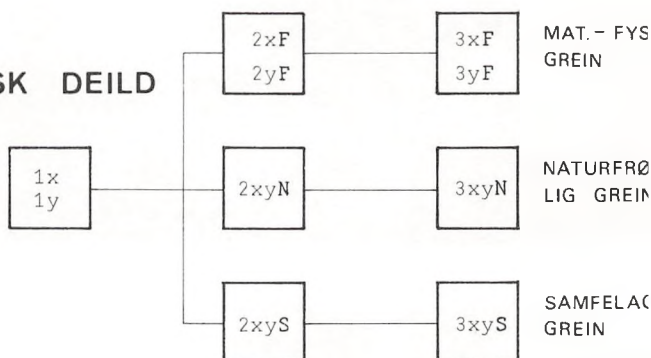 2xF
2yF
3xF
3yF
MAT.- FYS
GREIN
SK DEILD
1x
1y
2xyN
3xyN
NATURFRØ
LIG GREIN
2xyS
3xyS
SAMFELAG
GREIN